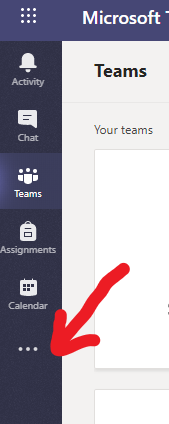 Microsoft T
Activity
Teams
Chat
Your teams
Teams
Assignments
Calendar